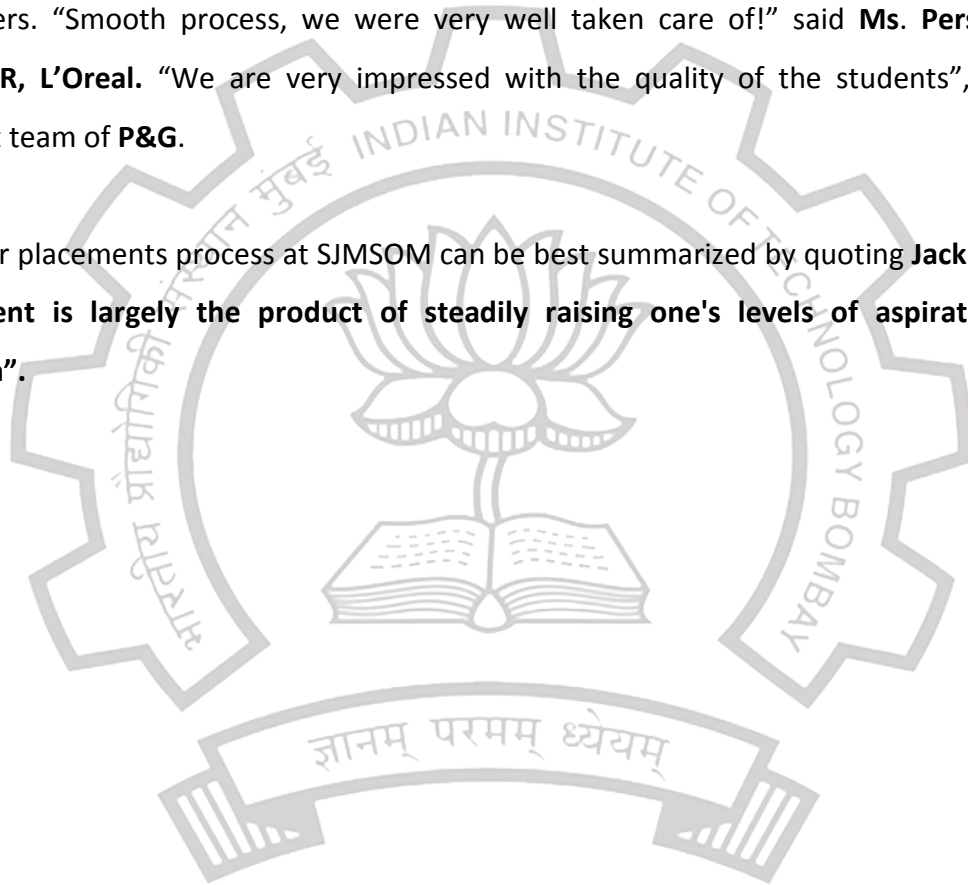 ers. “Smooth process, we were very well taken care of!” said Ms. Pers
R, L’Oreal. “We are very impressed with the quality of the students”,
t team of P&G.
r placements process at SJMSOM can be best summarized by quoting Jack
ent is largely the product of steadily raising one's levels of aspirat
n”.
भारतीय प्रौद्योगिकी संस्थान मुंबई
INDIAN INSTITUTE OF TECHNOLOGY BOMBAY
ज्ञानम् परमम् ध्येयम्